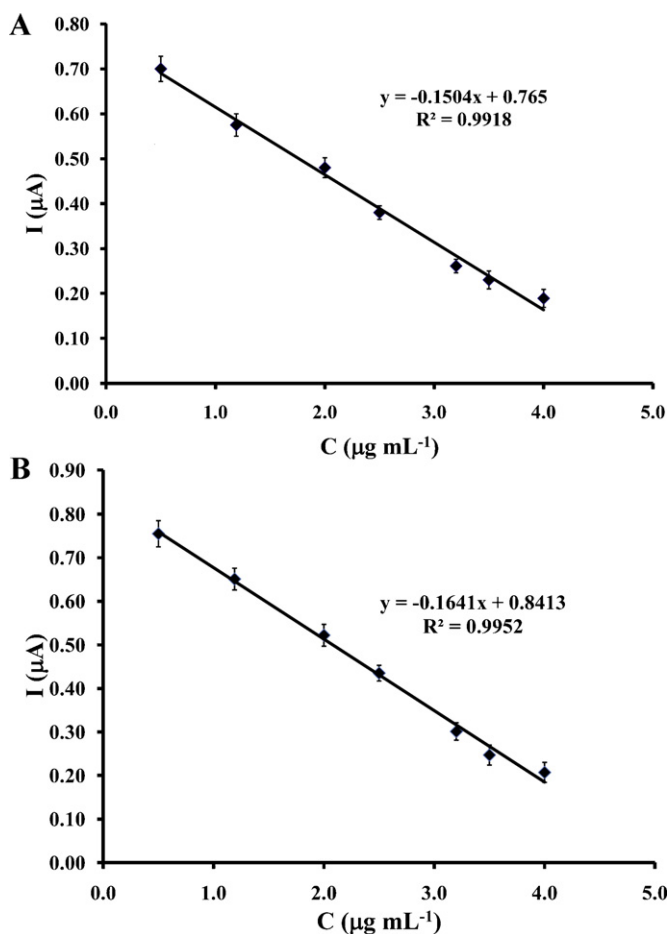 A
0.80
0.70
0.60
0.50
0.40
0.30
0.20
0.10
0.00
I (μA)
y = -0.1504x + 0.765
R² = 0.9918
0.0 1.0 2.0 3.0 4.0 5.0
C (μg mL⁻¹)
B
0.90
0.80
0.70
0.60
0.50
0.40
0.30
0.20
0.10
0.00
I (μA)
y = -0.1641x + 0.8413
R² = 0.9952
0.0 1.0 2.0 3.0 4.0 5.0
C (μg mL⁻¹)